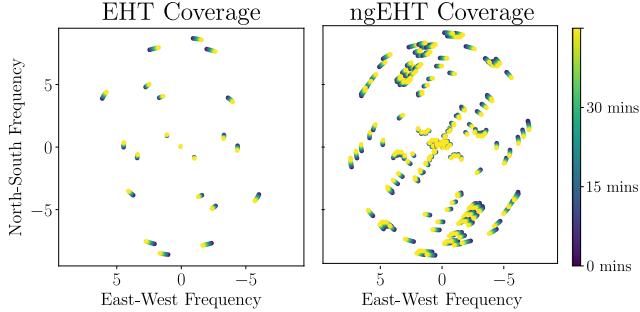 EHT Coverage
ngEHT Coverage
North-South Frequency
5
0
−5
5
0
−5
East-West Frequency
5
0
−5
East-West Frequency
30 mins
15 mins
0 mins